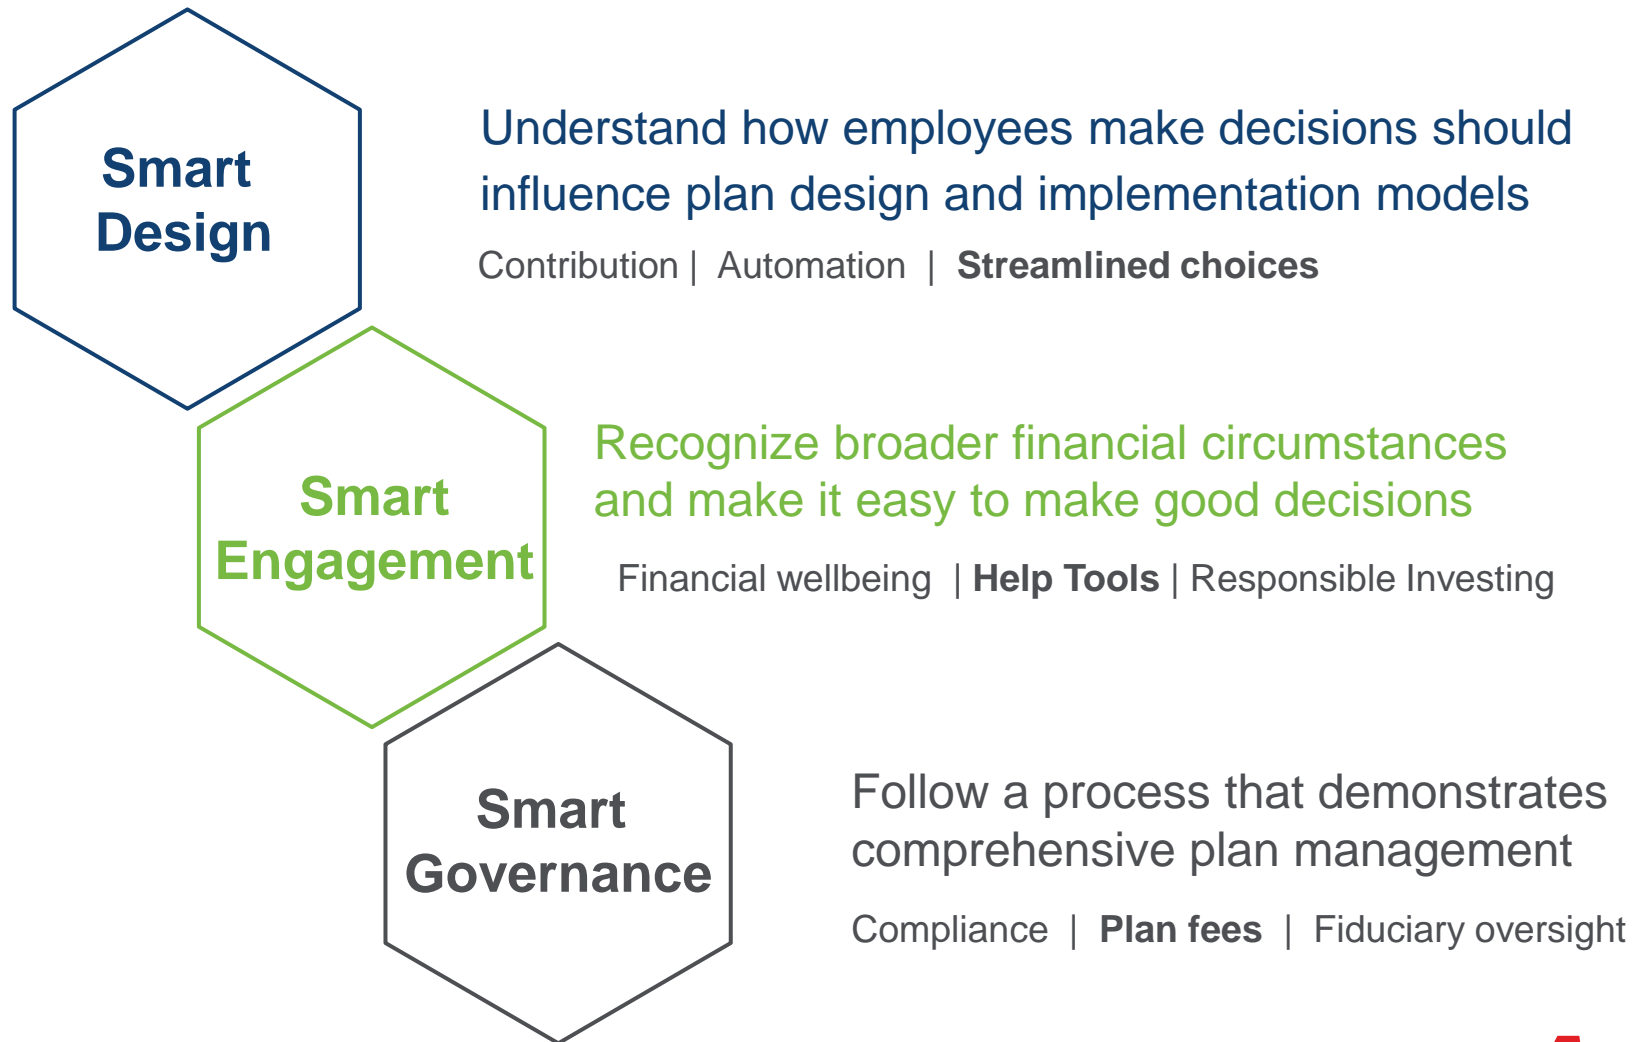 Smart
Design
Understand how employees make decisions should
influence plan design and implementation models
Contribution | Automation | Streamlined choices
Smart
Engagement
Recognize broader financial circumstances
and make it easy to make good decisions
Financial wellbeing | Help Tools | Responsible Investing
Smart
Governance
Follow a process that demonstrates
comprehensive plan management
Compliance | Plan fees | Fiduciary oversight